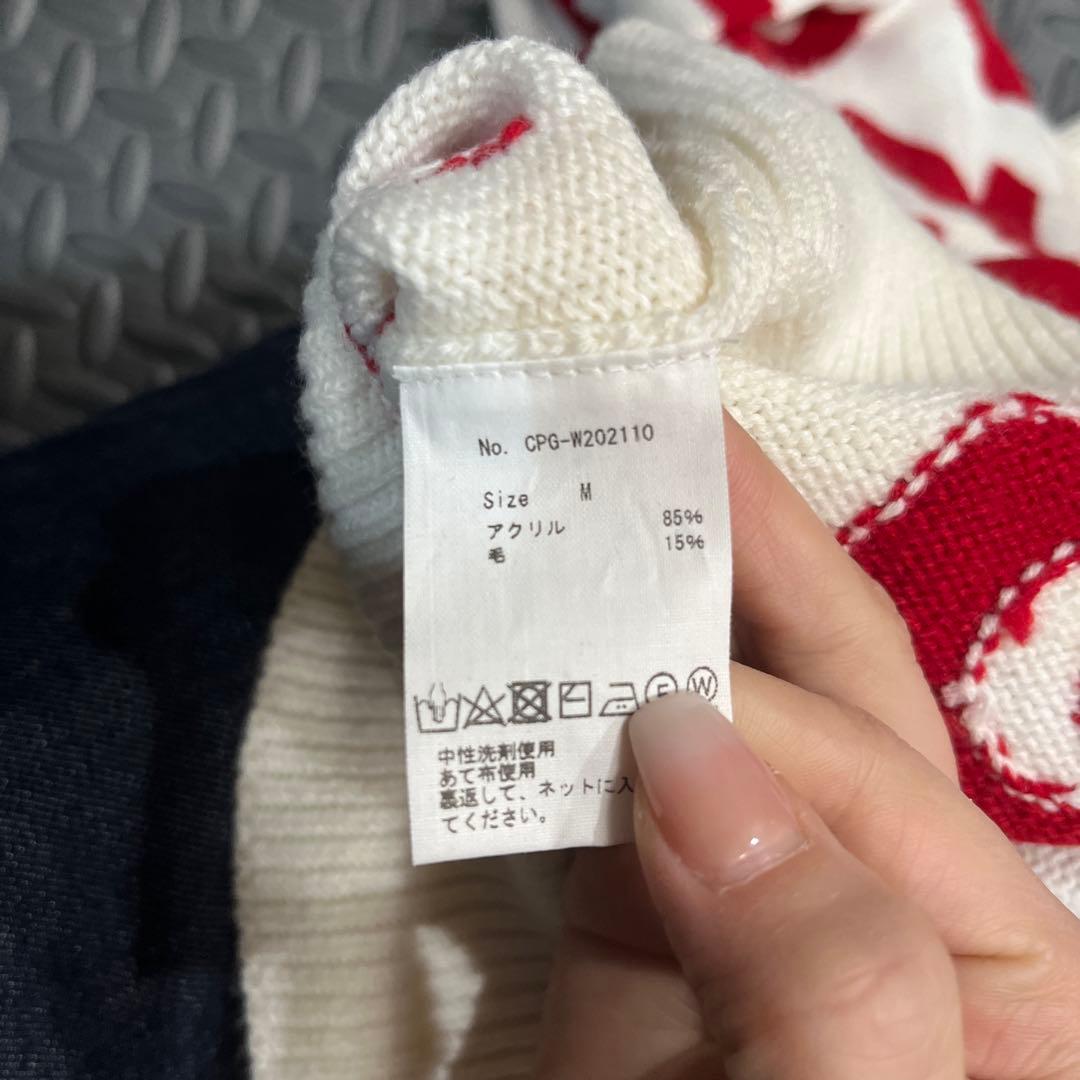 No. CPG-W202110
Size M
アクリル 85%
毛 15%
F W
中性洗剤使用
あて布使用
裏返して、ネットに入
てください。